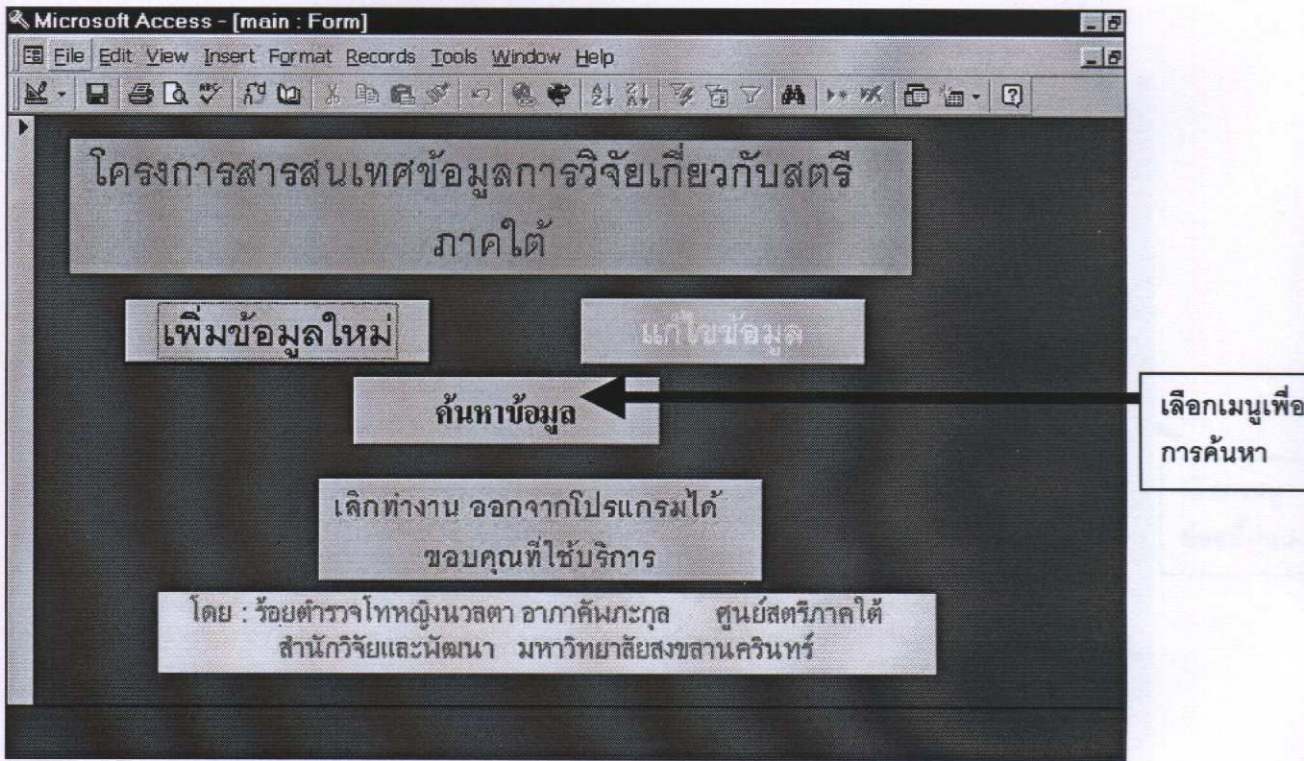 Microsoft Access - [main : Form]
File Edit View Insert Format Records Tools Window Help
โครงการสารสนเทศข้อมูลการวิจัยเกี่ยวกับสตรี
ภาคใต้
เพิ่มข้อมูลใหม่
แก้ไขข้อมูล
ค้นหาข้อมูล
เลือกเมนูเพื่อ
การค้นหา
เลิกทำงาน ออกจากโปรแกรมได้
ขอบคุณที่ใช้บริการ
โดย : ร้อยตำรวจโทหญิงนวลตา อาภาคัพภะกุล ศูนย์สตรีภาคใต้
สำนักวิจัยและพัฒนา มหาวิทยาลัยสงขลานครินทร์